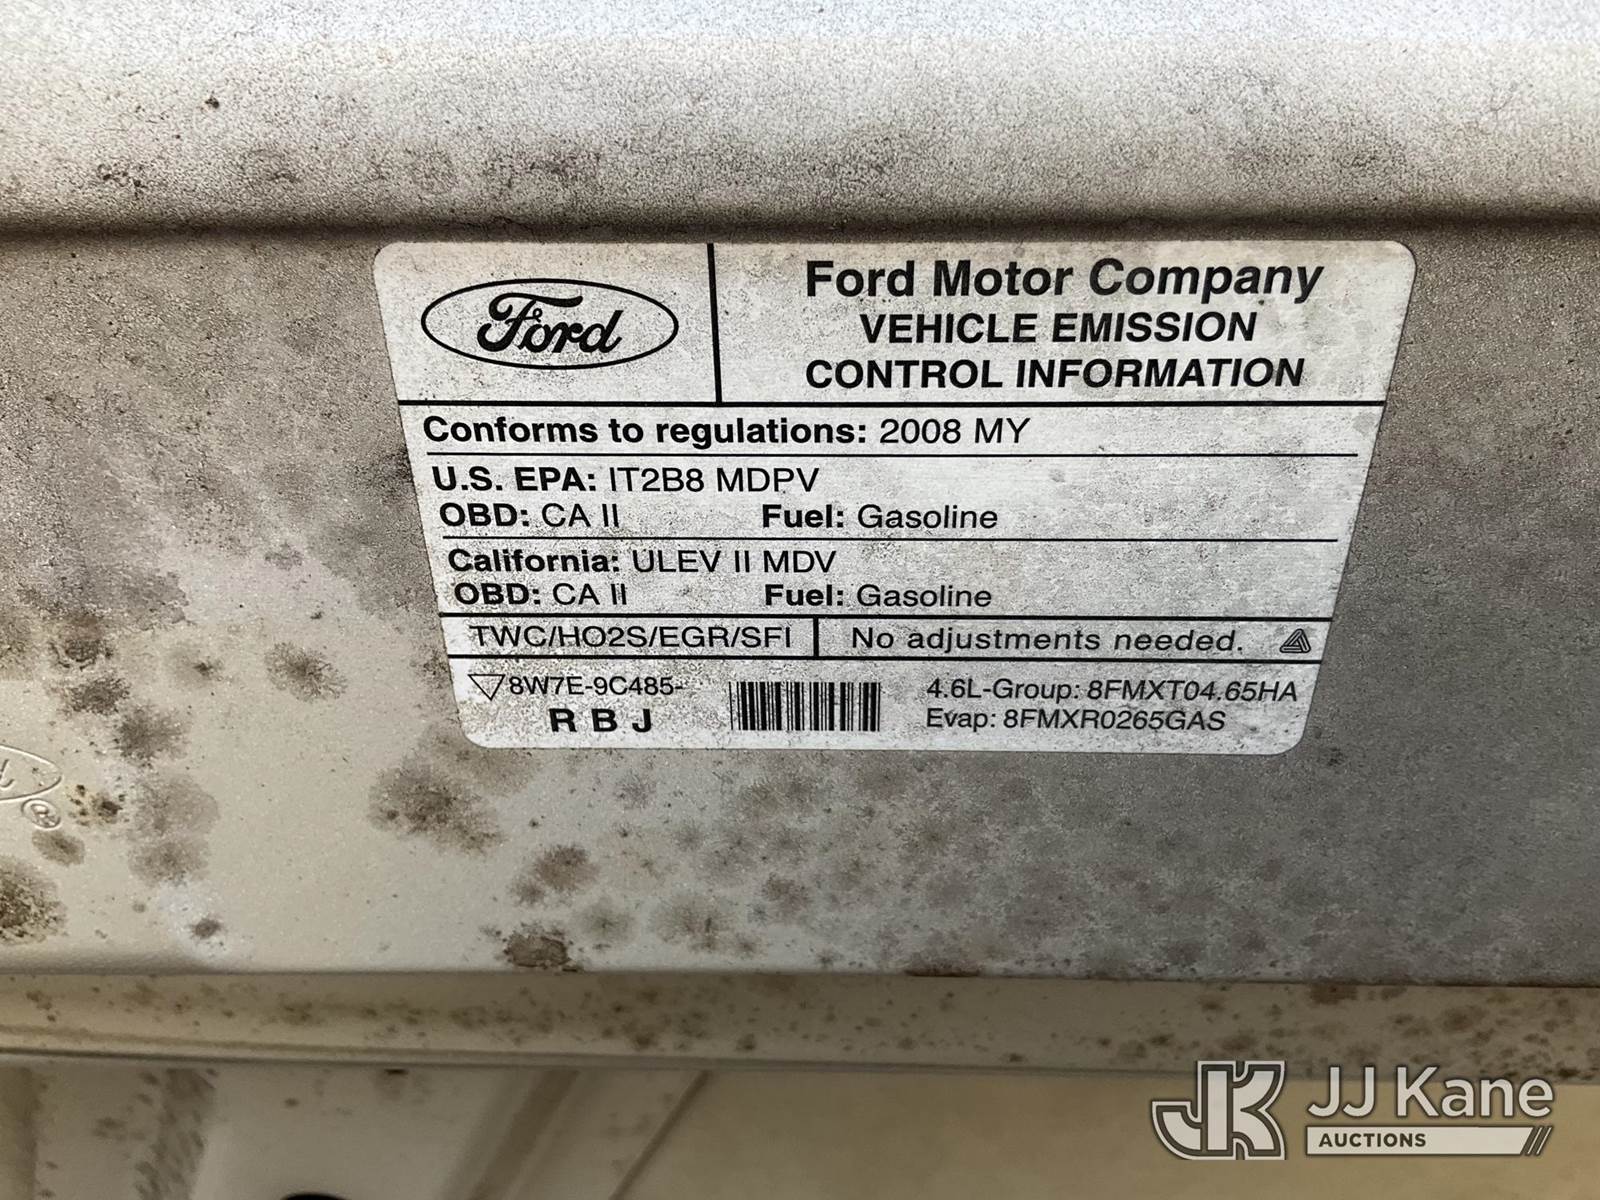 Ford
Ford Motor Company
VEHICLE EMISSION
CONTROL INFORMATION
Conforms to regulations: 2008 MY
U.S. EPA: IT2B8 MDPV
OBD: CA II Fuel: Gasoline
California: ULEV II MDV
OBD: CA II Fuel: Gasoline
TWC/HO2S/EGR/SFI No adjustments needed.
8W7E-9C485-
R B J
4.6L-Group: 8FMXT04.65HA
Evap: 8FMXR0265GAS
®
JK JJ Kane
AUCTIONS